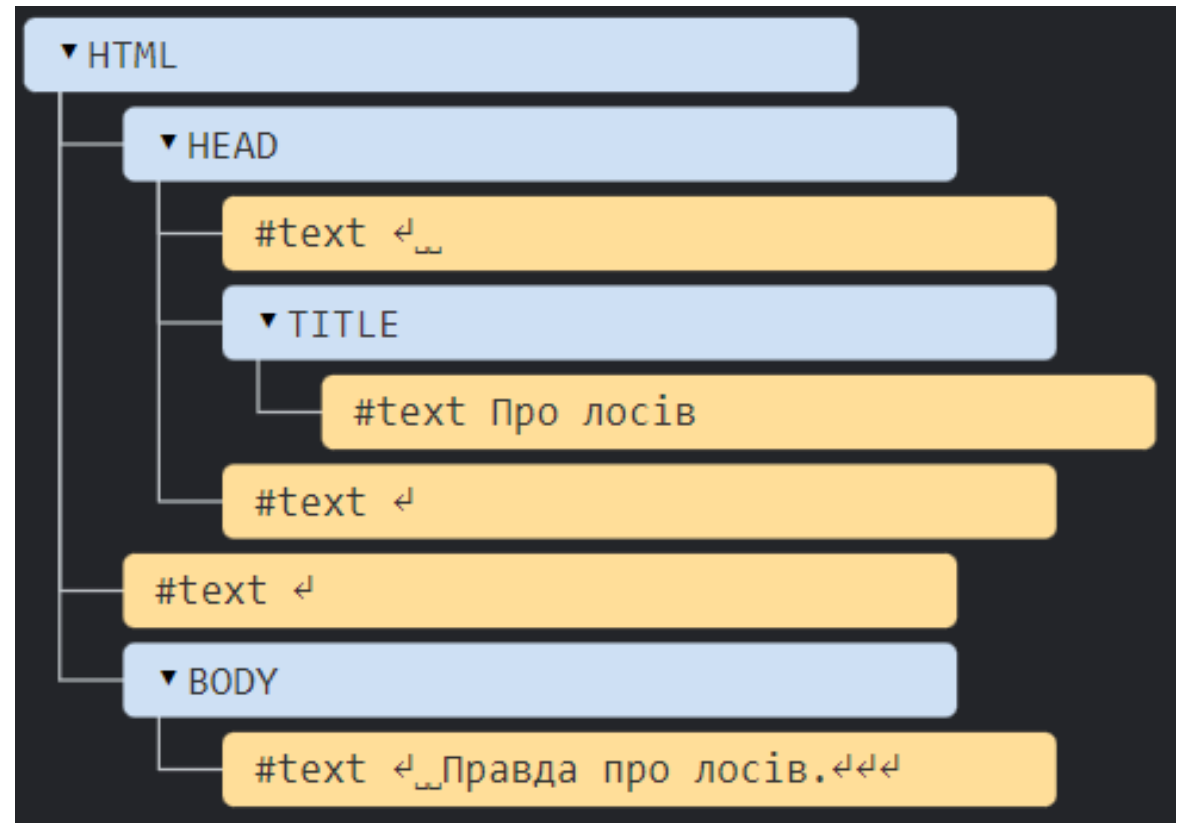 ▼ HTML
▼ HEAD
#text ↵␣␣
▼ TITLE
#text Про лосів
#text ↵
#text ↵
▼ BODY
#text ↵␣␣Правда про лосів.↵↵↵